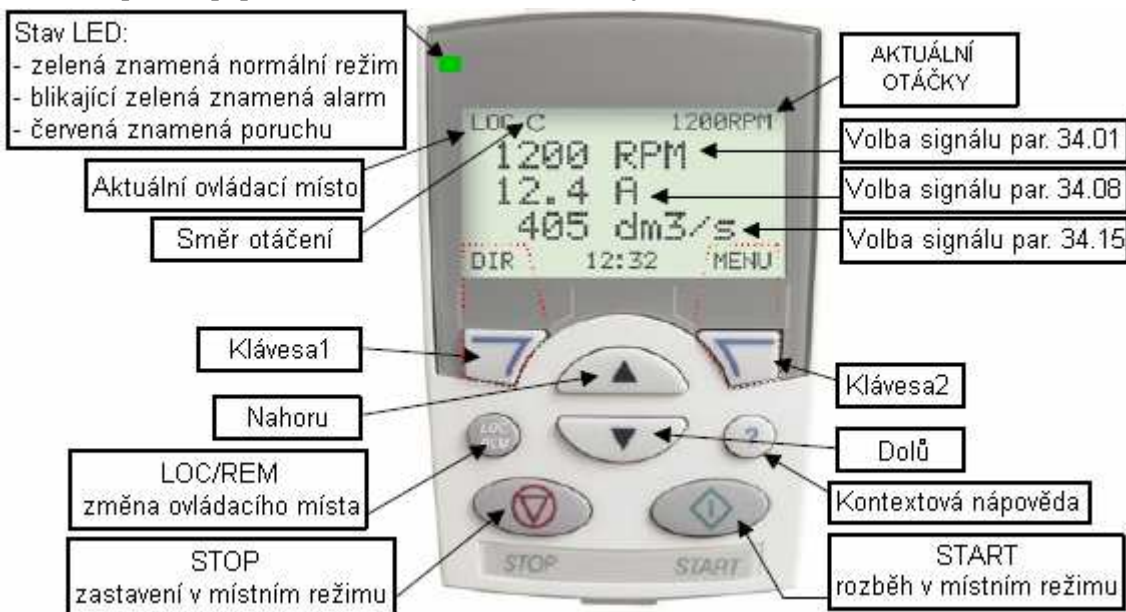 Stav LED:
- zelená znamená normální režim
- blikající zelená znamená alarm
- červená znamená poruchu
AKTUÁLNÍ
OTÁČKY
LOC C 1200RPM
1200 RPM
12.4 A
405 dm3/s
DIR 12:32 MENU
Aktuální ovládací místo
Směr otáčení
Volba signálu par. 34.01
Volba signálu par. 34.08
Volba signálu par. 34.15
Klávesa1
Klávesa2
Nahoru
Dolů
LOC
REM
?
LOC/REM
změna ovládacího místa
Kontextová nápověda
STOP
zastavení v místním režimu
STOP START
START
rozběh v místním režimu